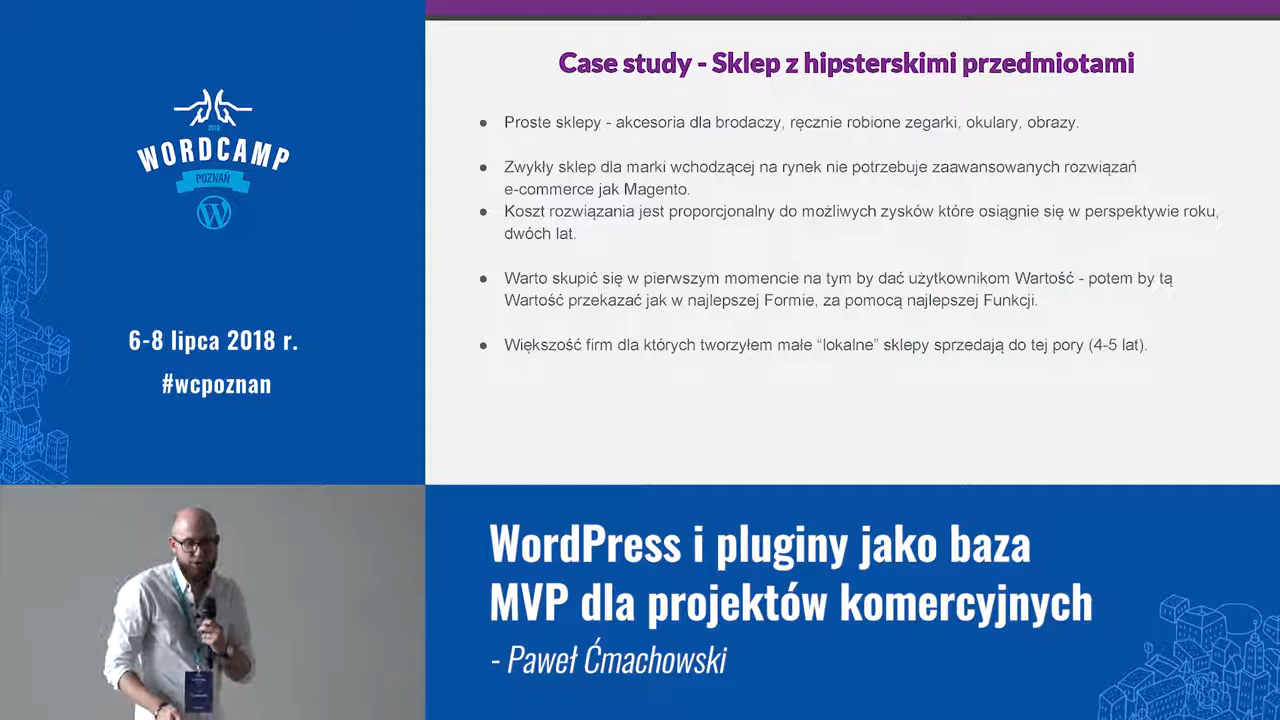 2018
WORDCAMP
POZNAŃ
6-8 lipca 2018 r.
#wcpoznan
Case study - Sklep z hipsterskimi przedmiotami
● Proste sklepy - akcesoria dla brodaczy, ręcznie robione zegarki, okulary, obrazy.
● Zwykły sklep dla marki wchodzącej na rynek nie potrzebuje zaawansowanych rozwiązań
e-commerce jak Magento.
● Koszt rozwiązania jest proporcjonalny do możliwych zysków które osiągnie się w perspektywie roku,
dwóch lat.
● Warto skupić się w pierwszym momencie na tym by dać użytkownikom Wartość - potem by tą
Wartość przekazać jak w najlepszej Formie, za pomocą najlepszej Funkcji.
● Większość firm dla których tworzyłem małe “lokalne” sklepy sprzedają do tej pory (4-5 lat).
WordPress i pluginy jako baza
MVP dla projektów komercyjnych
- Paweł Ćmachowski